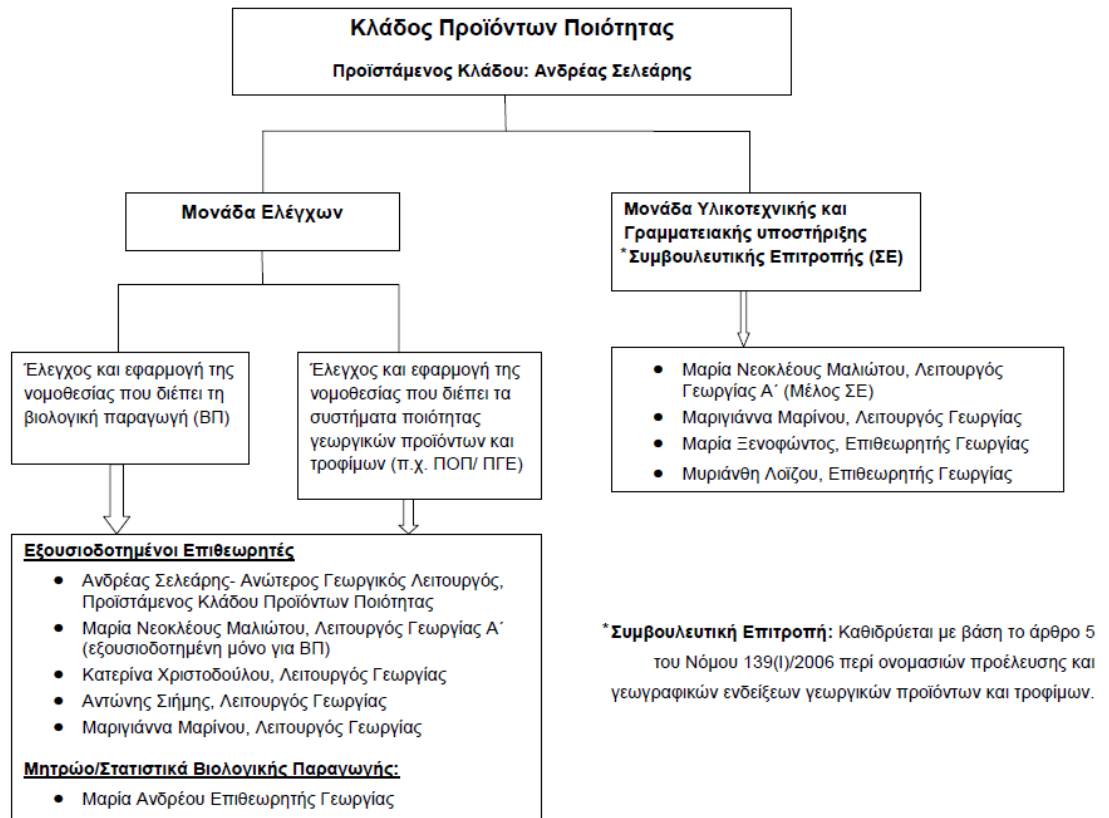 Κλάδος Προϊόντων Ποιότητας
Προϊστάμενος Κλάδου: Ανδρέας Σελεάρης
Μονάδα Ελέγχων
Μονάδα Υλικοτεχνικής και
Γραμματειακής υποστήριξης
*Συμβουλευτικής Επιτροπής (ΣΕ)
Έλεγχος και εφαρμογή της
νομοθεσίας που διέπει τη
βιολογική παραγωγή (ΒΠ)
Έλεγχος και εφαρμογή της
νομοθεσίας που διέπει τα
συστήματα ποιότητας
γεωργικών προϊόντων και
τροφίμων (π.χ. ΠΟΠ/ ΠΓΕ)
● Μαρία Νεοκλέους Μαλιώτου, Λειτουργός
Γεωργίας Α΄ (Μέλος ΣΕ)
● Μαριγιάννα Μαρίνου, Λειτουργός Γεωργίας
● Μαρία Ξενοφώντος, Επιθεωρητής Γεωργίας
● Μυριάνθη Λοΐζου, Επιθεωρητής Γεωργίας
Εξουσιοδοτημένοι Επιθεωρητές
● Ανδρέας Σελεάρης- Ανώτερος Γεωργικός Λειτουργός,
Προϊστάμενος Κλάδου Προϊόντων Ποιότητας
● Μαρία Νεοκλέους Μαλιώτου, Λειτουργός Γεωργίας Α΄
(εξουσιοδοτημένη μόνο για ΒΠ)
● Κατερίνα Χριστοδούλου, Λειτουργός Γεωργίας
● Αντώνης Σιήμης, Λειτουργός Γεωργίας
● Μαριγιάννα Μαρίνου, Λειτουργός Γεωργίας
Μητρώο/Στατιστικά Βιολογικής Παραγωγής:
● Μαρία Ανδρέου Επιθεωρητής Γεωργίας
*Συμβουλευτική Επιτροπή: Καθιδρύεται με βάση το άρθρο 5
του Νόμου 139(Ι)/2006 περί ονομασιών προέλευσης και
γεωγραφικών ενδείξεων γεωργικών προϊόντων και τροφίμων.